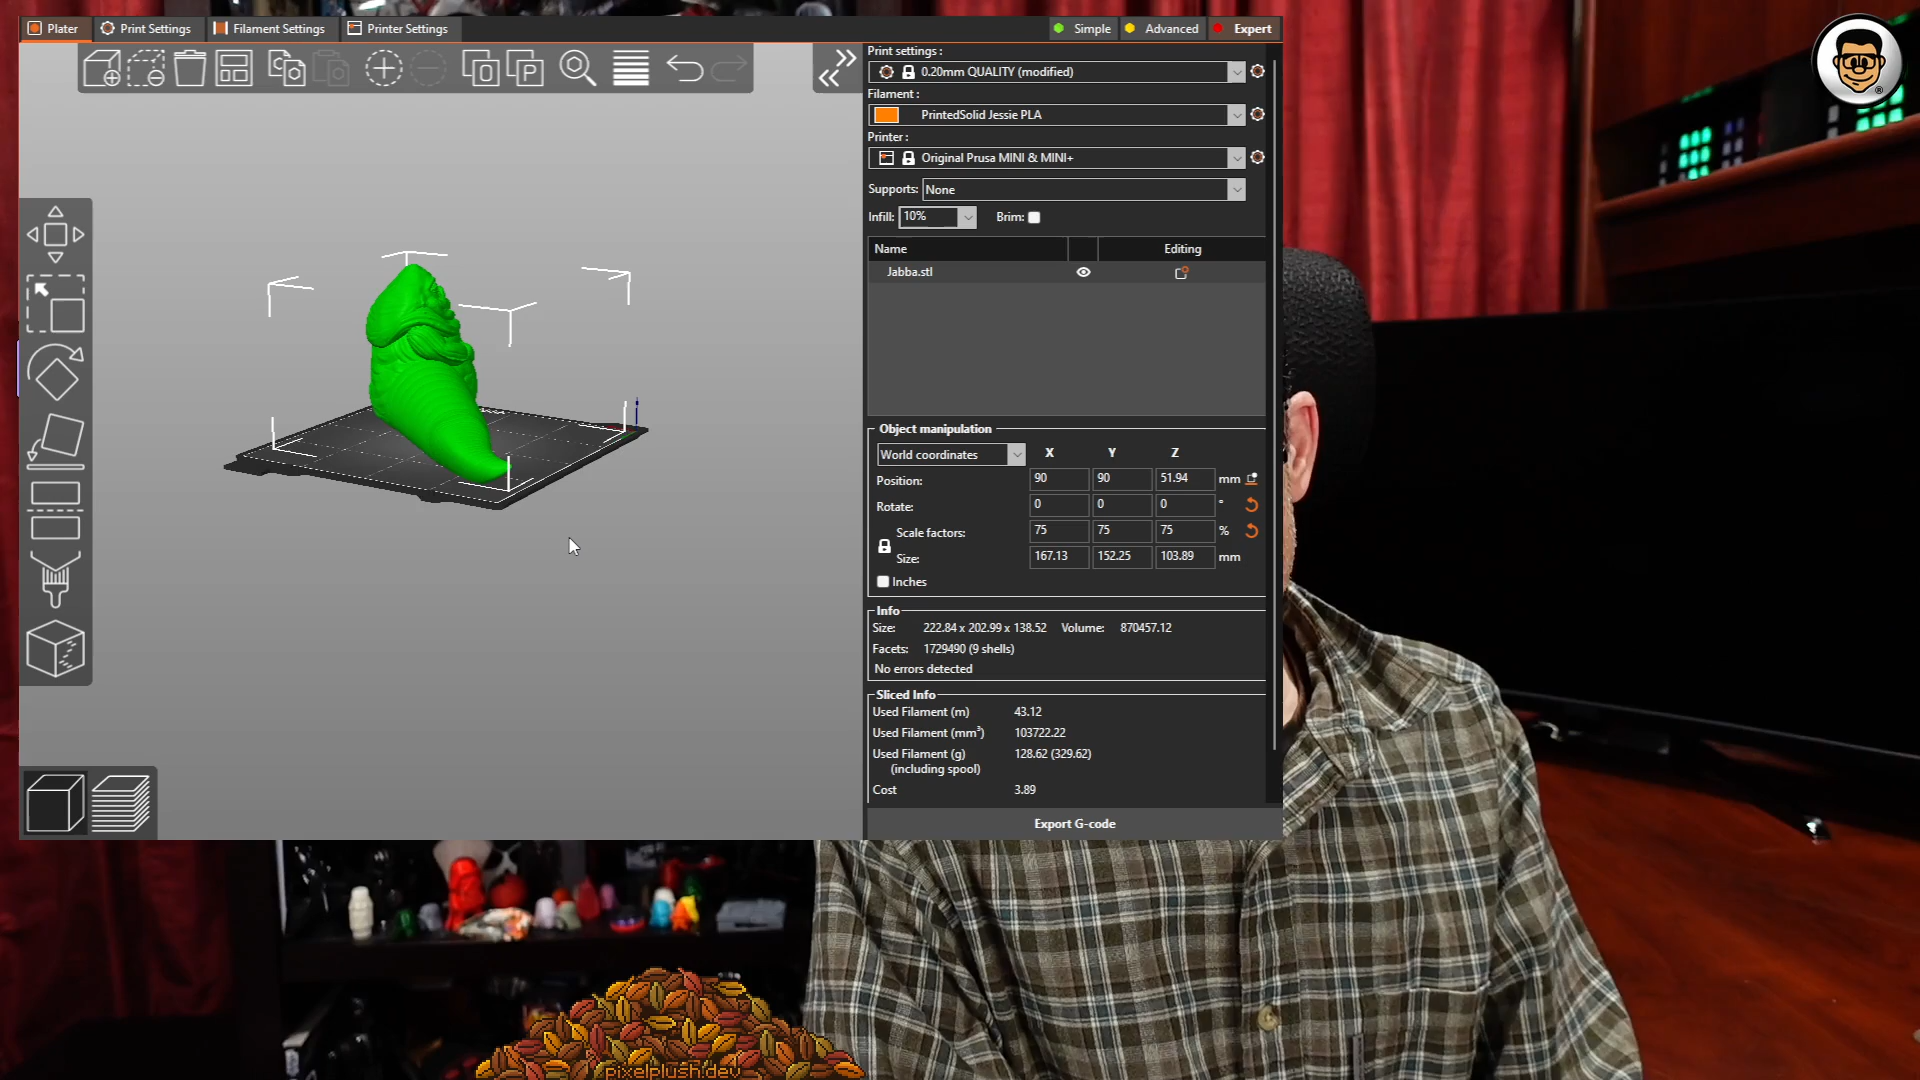 Plater Print Settings Filament Settings Printer Settings Simple Advanced Expert
Print settings :
0.20mm QUALITY (modified)
Filament :
PrintedSolid Jessie PLA
Printer :
Original Prusa MINI & MINI+
Supports: None
Infill: 10% Brim:
Name Editing
Jabba.stl
Object manipulation
World coordinates X Y Z
Position: 90 90 51.94 mm
Rotate: 0 0 0 °
Scale factors: 75 75 75 %
Size: 167.13 152.25 103.89 mm
Inches
Info
Size: 222.84 x 202.99 x 138.52 Volume: 870457.12
Facets: 1729490 (9 shells)
No errors detected
Sliced Info
Used Filament (m) 43.12
Used Filament (mm³) 103722.22
Used Filament (g) 128.62 (329.62)
(including spool)
Cost 3.89
Export G-code
pixelplush.dev
®